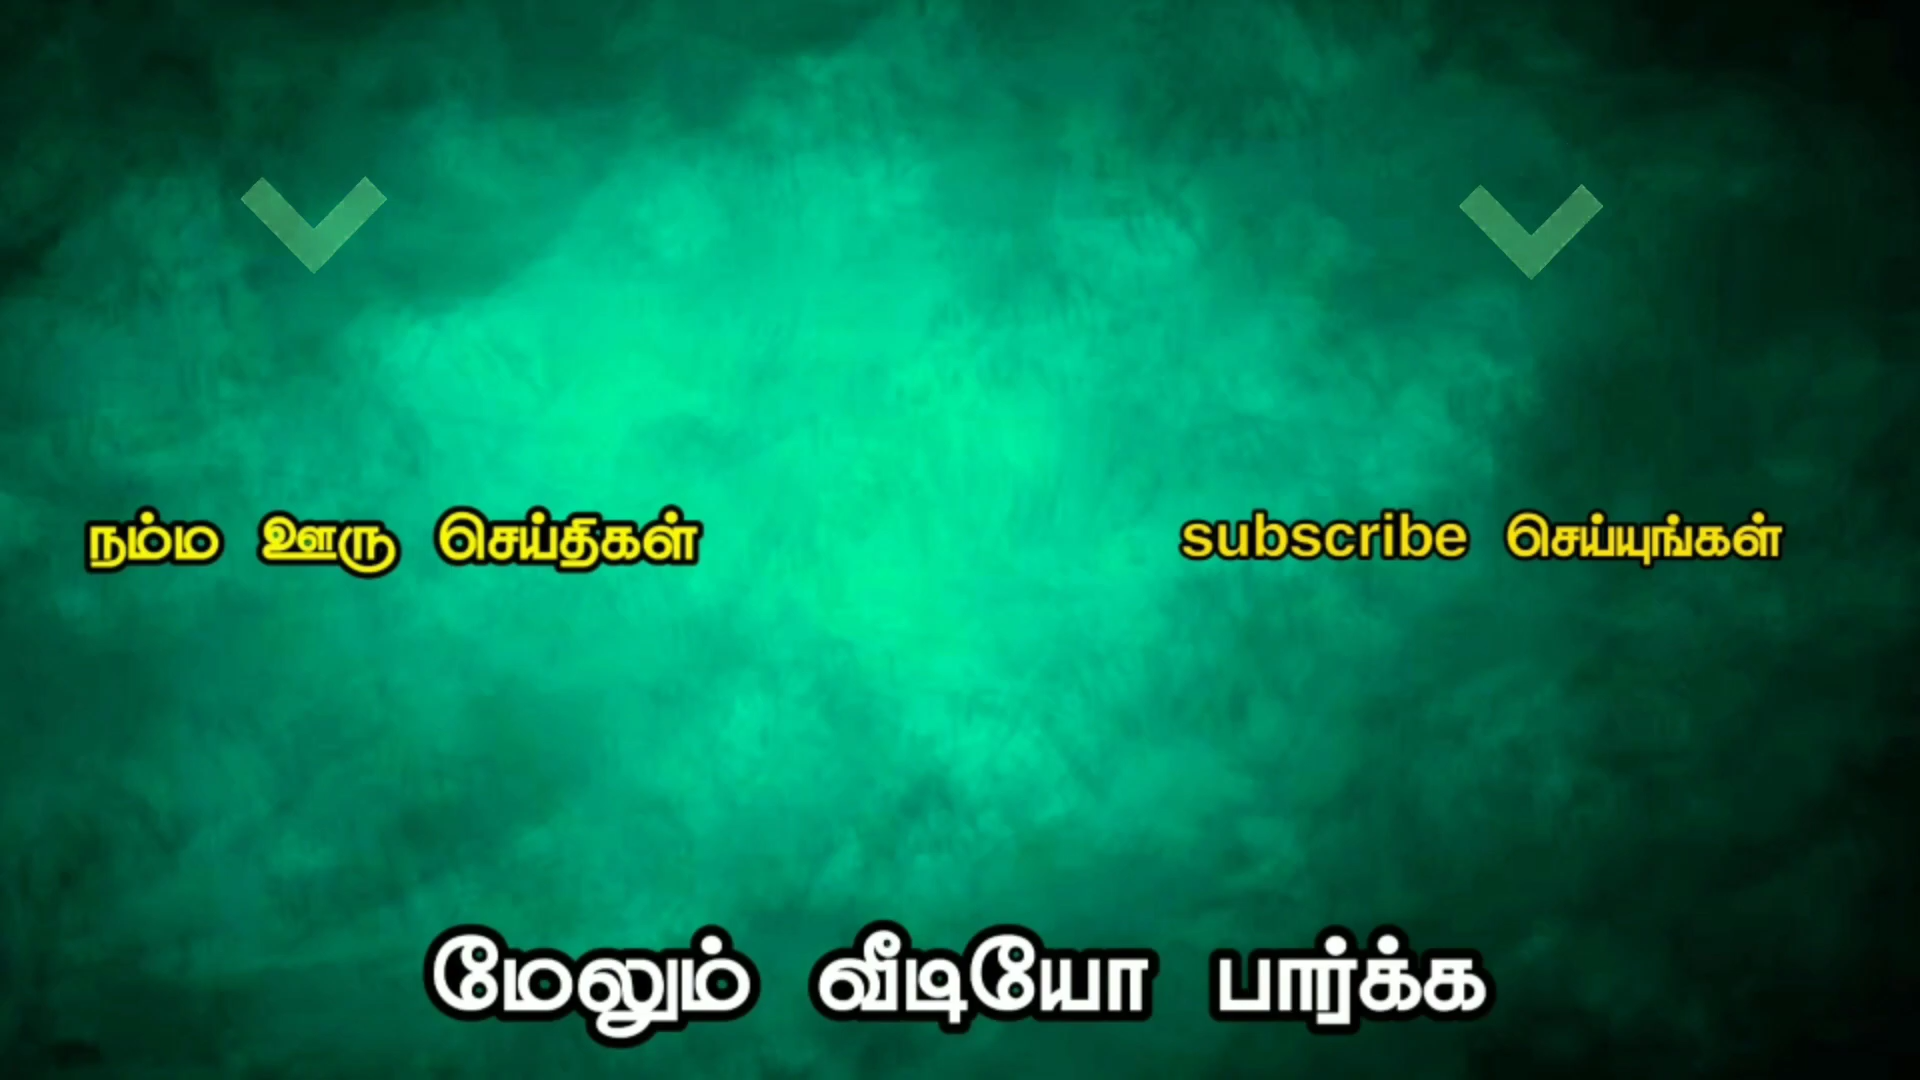 நம்ம ஊரு செய்திகள்
subscribe செய்யுங்கள்
மேலும் வீடியோ பார்க்க